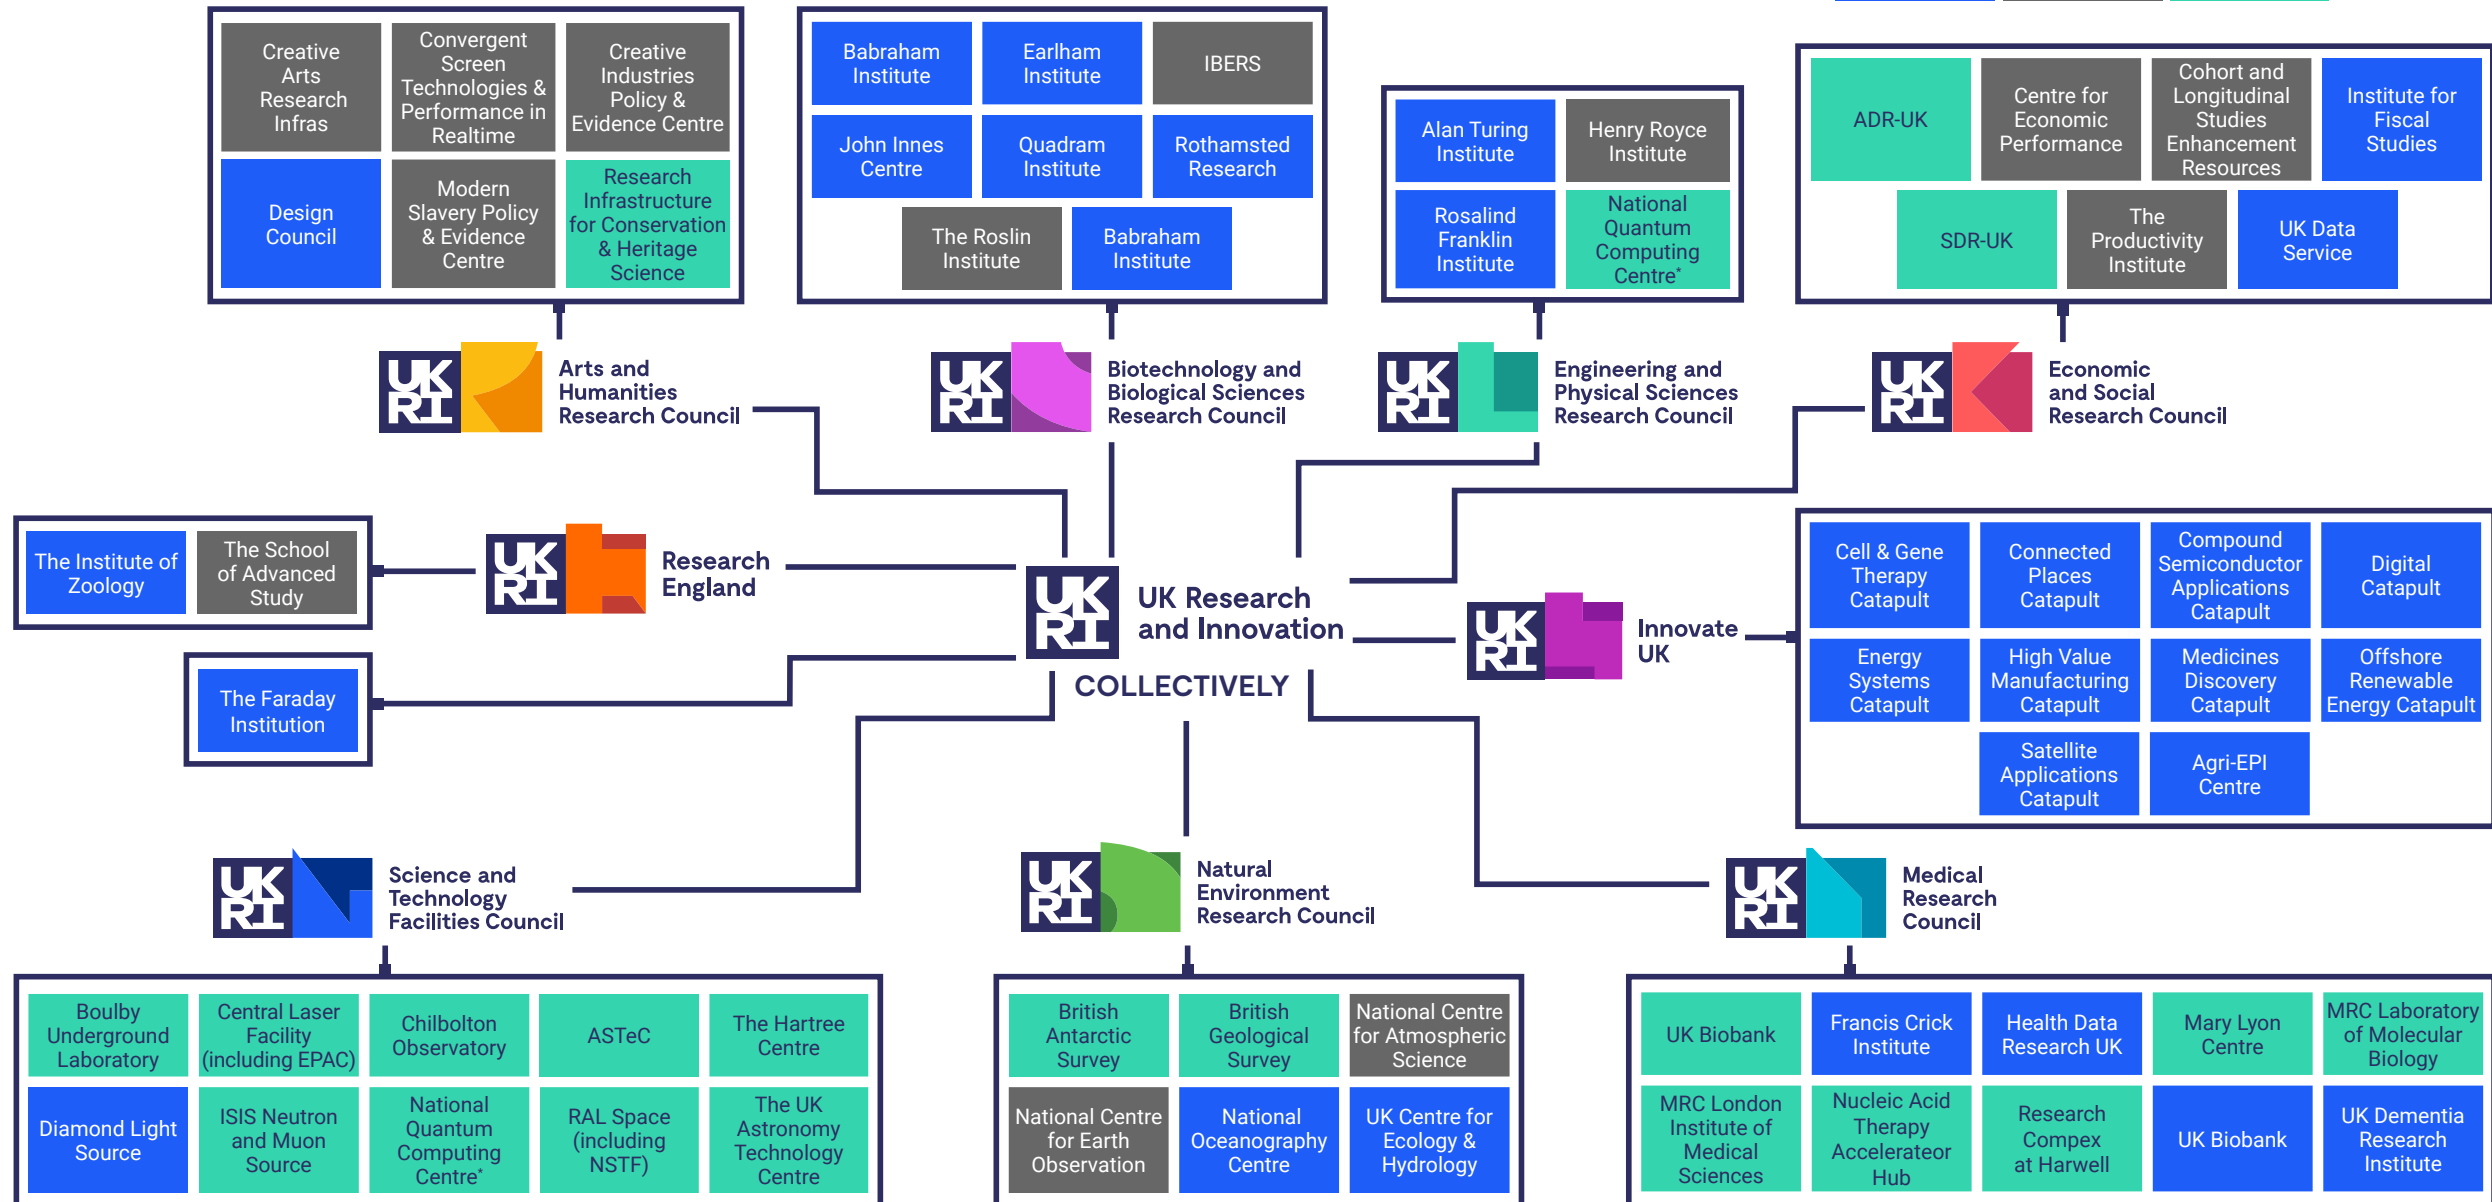 Creative
Arts
Research
Infras
Convergent
Screen
Technologies &
Performance in
Realtime
Creative
Industries
Policy &
Evidence Centre
Design
Council
Modern
Slavery Policy
& Evidence
Centre
Research
Infrastructure
for Conservation
& Heritage
Science
Babraham
Institute
Earlham
Institute
IBERS
John Innes
Centre
Quadram
Institute
Rothamsted
Research
The Roslin
Institute
Babraham
Institute
Alan Turing
Institute
Henry Royce
Institute
Rosalind
Franklin
Institute
National
Quantum
Computing
Centre*
ADR-UK
Centre for
Economic
Performance
Cohort and
Longitudinal
Studies
Enhancement
Resources
Institute for
Fiscal
Studies
SDR-UK
The
Productivity
Institute
UK Data
Service
UK
RI
Arts and
Humanities
Research Council
UK
RI
Biotechnology and
Biological Sciences
Research Council
UK
RI
Engineering and
Physical Sciences
Research Council
UK
RI
Economic
and Social
Research Council
The Institute of
Zoology
The School
of Advanced
Study
UK
RI
Research
England
UK
RI
UK Research
and Innovation
COLLECTIVELY
UK
RI
Innovate
UK
Cell & Gene
Therapy
Catapult
Connected
Places
Catapult
Compound
Semiconductor
Applications
Catapult
Digital
Catapult
Energy
Systems
Catapult
High Value
Manufacturing
Catapult
Medicines
Discovery
Catapult
Offshore
Renewable
Energy Catapult
Satellite
Applications
Catapult
Agri-EPI
Centre
The Faraday
Institution
UK
RI
Science and
Technology
Facilities Council
UK
RI
Natural
Environment
Research Council
UK
RI
Medical
Research
Council
Boulby
Underground
Laboratory
Central Laser
Facility
(including EPAC)
Chilbolton
Observatory
ASTeC
The Hartree
Centre
Diamond Light
Source
ISIS Neutron
and Muon
Source
National
Quantum
Computing
Centre*
RAL Space
(including
NSTF)
The UK
Astronomy
Technology
Centre
British
Antarctic
Survey
British
Geological
Survey
National Centre
for Atmospheric
Science
National Centre
for Earth
Observation
National
Oceanography
Centre
UK Centre for
Ecology &
Hydrology
UK Biobank
Francis Crick
Institute
Health Data
Research UK
Mary Lyon
Centre
MRC Laboratory
of Molecular
Biology
MRC London
Institute of
Medical
Sciences
Nucleic Acid
Therapy
Accelerateor
Hub
Research
Compex
at Harwell
UK Biobank
UK Dementia
Research
Institute